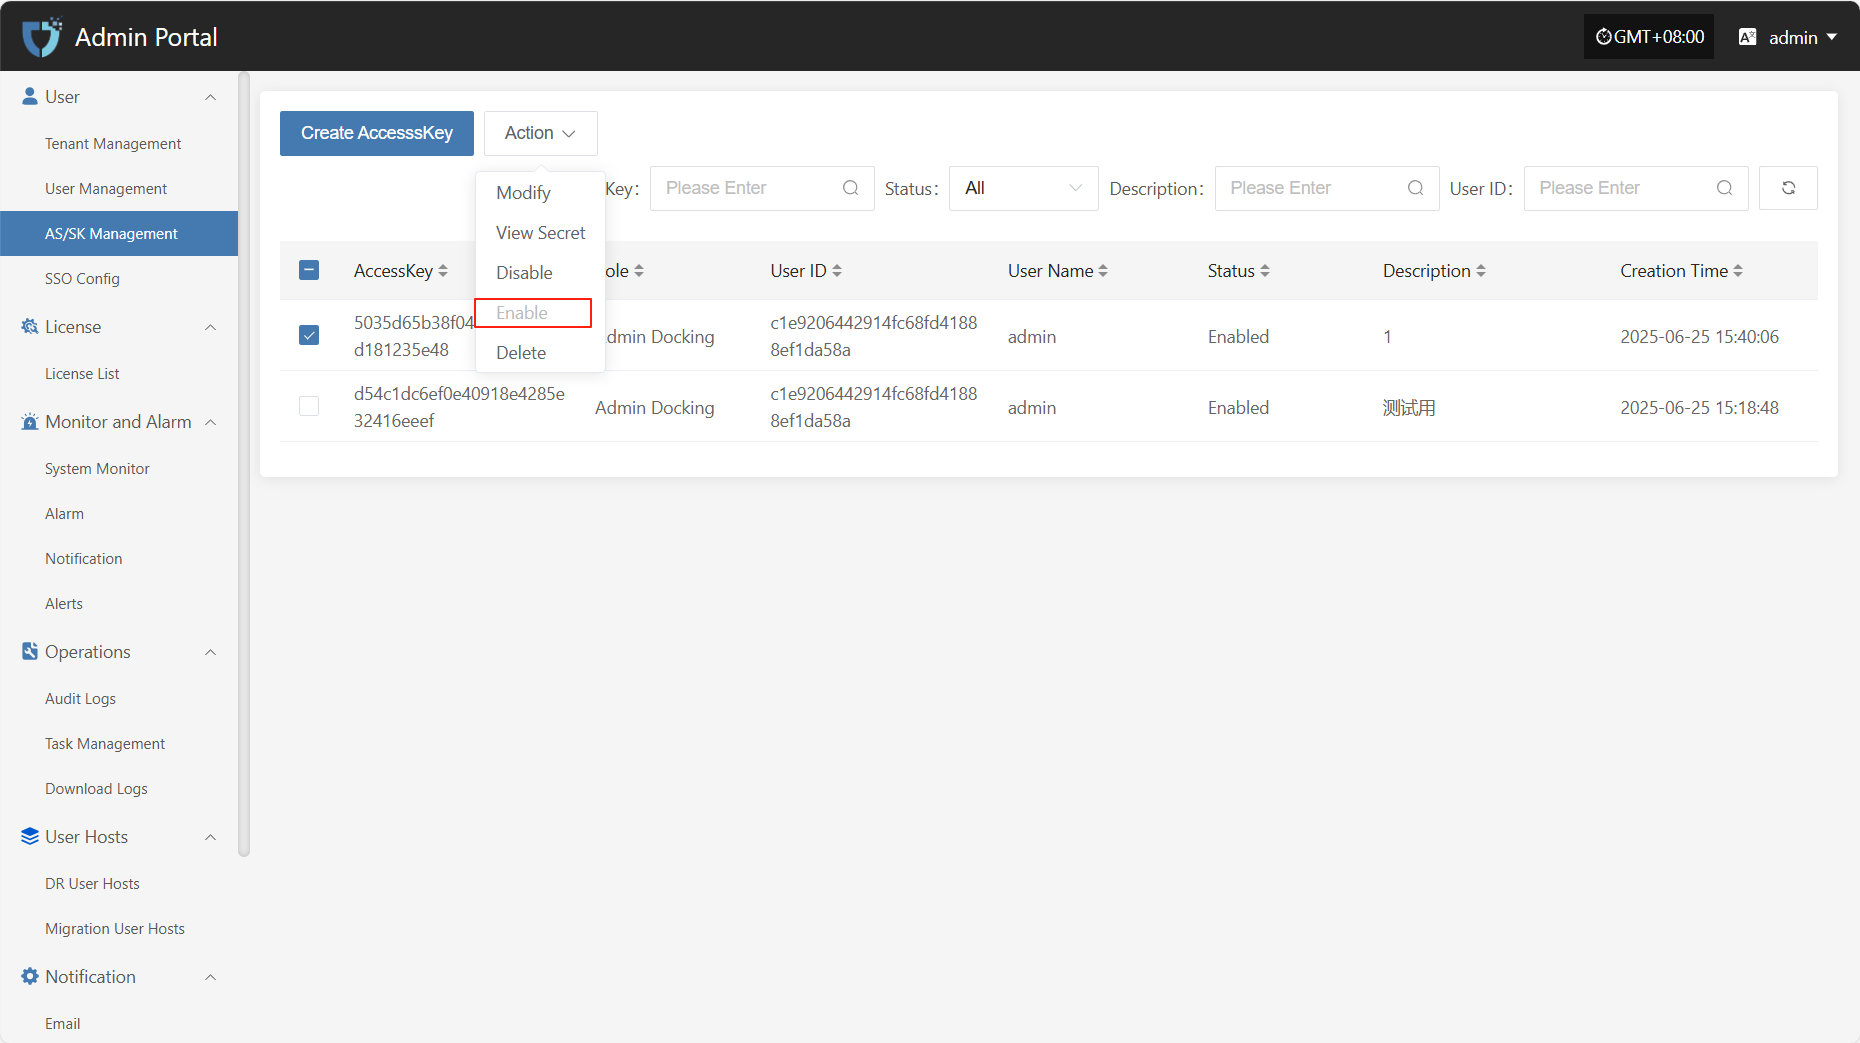 Admin Portal
GMT+08:00
admin
User
Tenant Management
User Management
AS/SK Management
SSO Config
License
License List
Monitor and Alarm
System Monitor
Alarm
Notification
Alerts
Operations
Audit Logs
Task Management
Download Logs
User Hosts
DR User Hosts
Migration User Hosts
Notification
Email
Create AccesssKey
Action
Modify
View Secret
Disable
Enable
Delete
Key:
Please Enter
Status:
All
Description:
Please Enter
User ID:
Please Enter
AccessKey
ole
User ID
User Name
Status
Description
Creation Time
5035d65b38f04
d181235e48
dmin Docking
c1e9206442914fc68fd4188
8ef1da58a
admin
Enabled
1
2025-06-25 15:40:06
d54c1dc6ef0e40918e4285e
32416eeef
Admin Docking
c1e9206442914fc68fd4188
8ef1da58a
admin
Enabled
测试用
2025-06-25 15:18:48